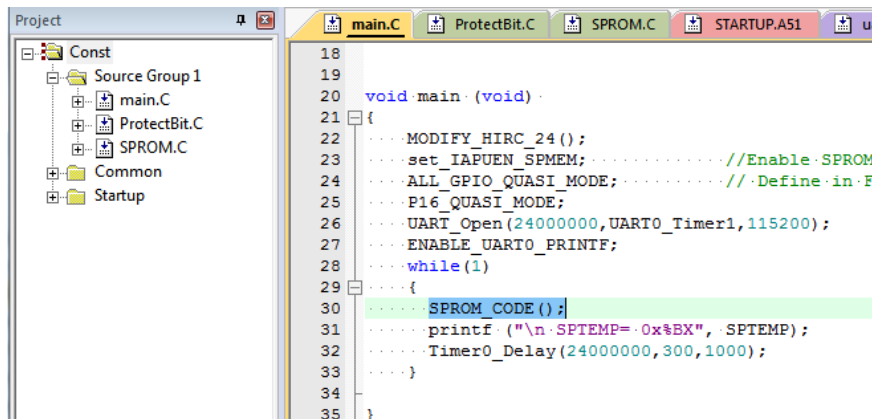 Project
Const
Source Group 1
main.C
ProtectBit.C
SPROM.C
Common
Startup
main.C ProtectBit.C SPROM.C STARTUP.A51 u
18
19
20 void main (void)
21 {
22 MODIFY_HIRC_24();
23 set_IAPUEN_SPMEM; //Enable SPROM
24 ALL_GPIO_QUASI_MODE; // Define in F
25 P16_QUASI_MODE;
26 UART_Open(24000000,UART0_Timer1,115200);
27 ENABLE_UART0_PRINTF;
28 while(1)
29 {
30 SPROM_CODE();
31 printf ("\n SPTEMP= 0x%BX", SPTEMP);
32 Timer0_Delay(24000000,300,1000);
33 }
34
35 }